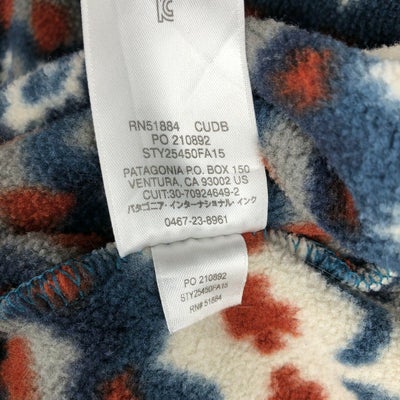 RN51884 CUDB
PO 210892
STY25450FA15
PATAGONIA P.O. BOX 150
VENTURA, CA 93002 US
CUIT:30-70924649-2
パタゴニア・インターナショナル・インク
0467-23-8961
PO 210892
STY25450FA15
RN# 51884